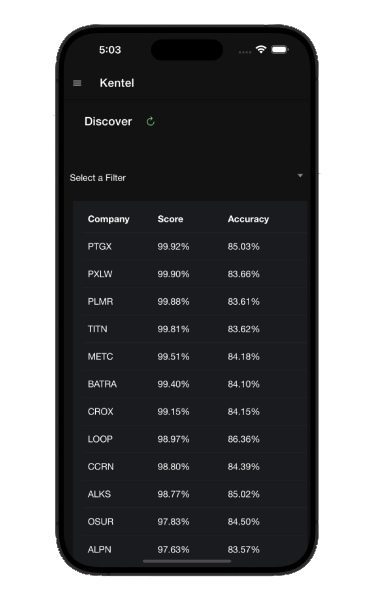 5:03
Kentel
Discover
Select a Filter
Company Score Accuracy
PTGX 99.92% 85.03%
PXLW 99.90% 83.66%
PLMR 99.88% 83.61%
TITN 99.81% 83.62%
METC 99.51% 84.18%
BATRA 99.40% 84.10%
CROX 99.15% 84.15%
LOOP 98.97% 86.36%
CCRN 98.80% 84.39%
ALKS 98.77% 85.02%
OSUR 97.83% 84.50%
ALPN 97.63% 83.57%